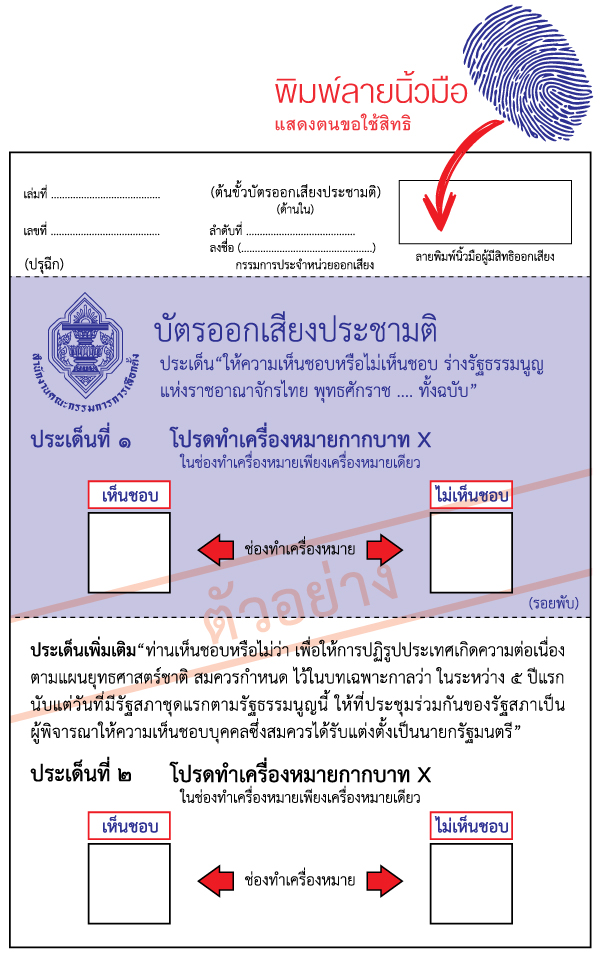 พิมพ์ลายนิ้วมือ
แสดงตนขอใช้สิทธิ
เล่มที่ ........................................
(ต้นขั้วบัตรออกเสียงประชามติ)
(ด้านใน)
เลขที่ ........................................
ลำดับที่ ........................................
ลงชื่อ (................................................)
(ปรุฉีก)
กรรมการประจำหน่วยออกเสียง
ลายพิมพ์นิ้วมือผู้มีสิทธิออกเสียง
สำนักงานคณะกรรมการการเลือกตั้ง
บัตรออกเสียงประชามติ
ประเด็น“ให้ความเห็นชอบหรือไม่เห็นชอบ ร่างรัฐธรรมนูญ
แห่งราชอาณาจักรไทย พุทธศักราช .... ทั้งฉบับ”
ประเด็นที่ ๑ โปรดทำเครื่องหมายกากบาท X
ในช่องทำเครื่องหมายเพียงเครื่องหมายเดียว
เห็นชอบ
ไม่เห็นชอบ
ช่องทำเครื่องหมาย
ตัวอย่าง
(รอยพับ)
ประเด็นเพิ่มเติม“ท่านเห็นชอบหรือไม่ว่า เพื่อให้การปฏิรูปประเทศเกิดความต่อเนื่อง
ตามแผนยุทธศาสตร์ชาติ สมควรกำหนด ไว้ในบทเฉพาะกาลว่า ในระหว่าง ๕ ปีแรก
นับแต่วันที่มีรัฐสภาชุดแรกตามรัฐธรรมนูญนี้ ให้ที่ประชุมร่วมกันของรัฐสภาเป็น
ผู้พิจารณาให้ความเห็นชอบบุคคลซึ่งสมควรได้รับแต่งตั้งเป็นนายกรัฐมนตรี”
ประเด็นที่ ๒ โปรดทำเครื่องหมายกากบาท X
ในช่องทำเครื่องหมายเพียงเครื่องหมายเดียว
เห็นชอบ
ไม่เห็นชอบ
ช่องทำเครื่องหมาย